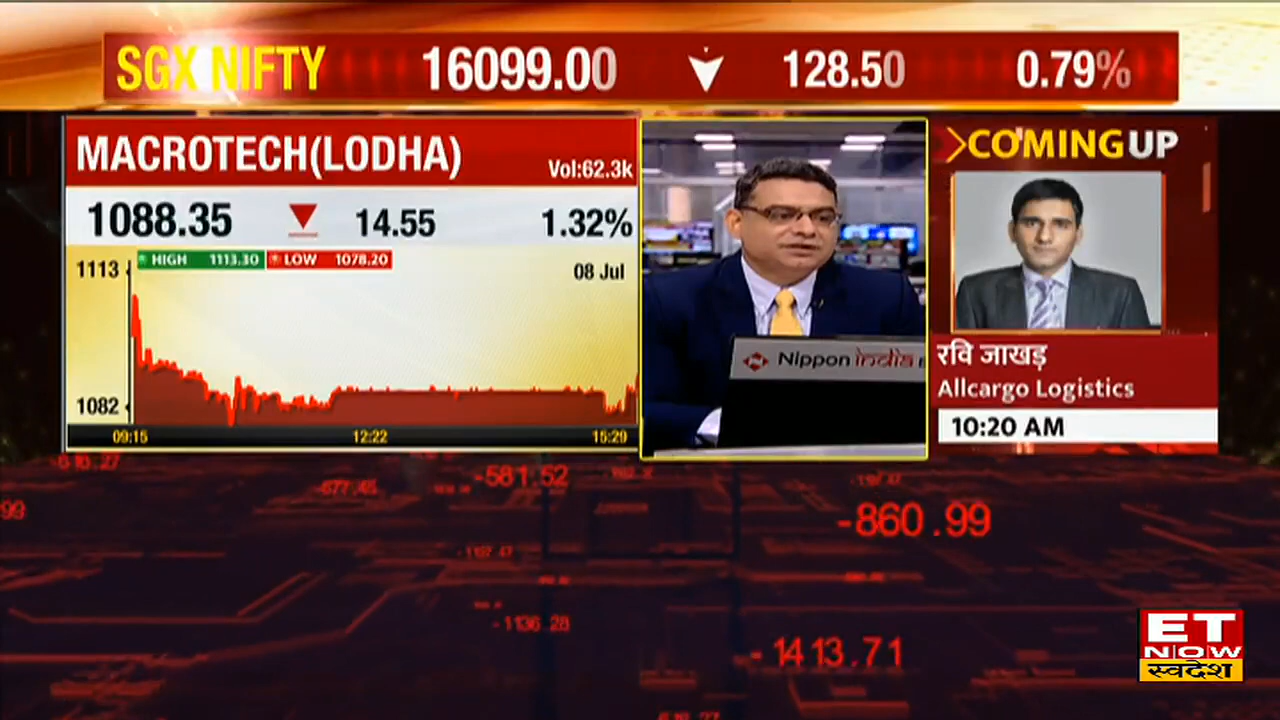 SGX NIFTY 16099.00 128.50 0.79%
MACROTECH(LODHA) Vol:62.3k
1088.35 14.55 1.32%
HIGH 1113.30 LOW 1078.20 08 Jul
1113
1082
09:15 12:22 15:29
Nippon india
COMING UP
रवि जाखड़
Allcargo Logistics
10:20 AM
-581.52
-860.99
-1136.28
-1413.71
ET
NOW
स्वदेश